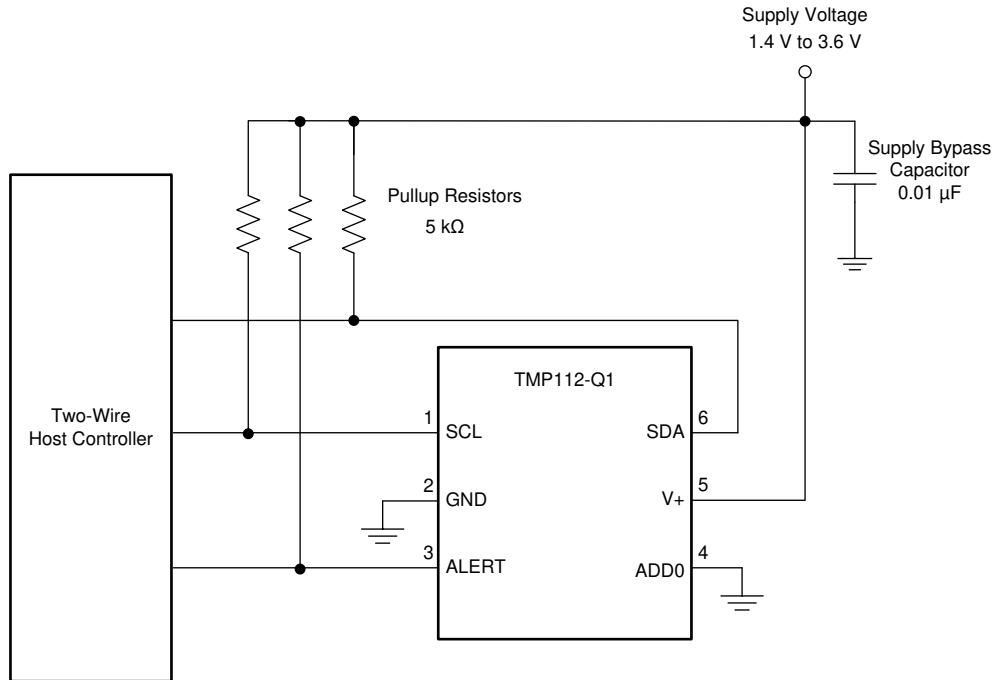 Supply Voltage
1.4 V to 3.6 V
Supply Bypass
Capacitor
0.01 µF
Pullup Resistors
5 kΩ
Two-Wire
Host Controller
TMP112-Q1
1
SCL
2
GND
3
ALERT
6
SDA
5
V+
4
ADD0